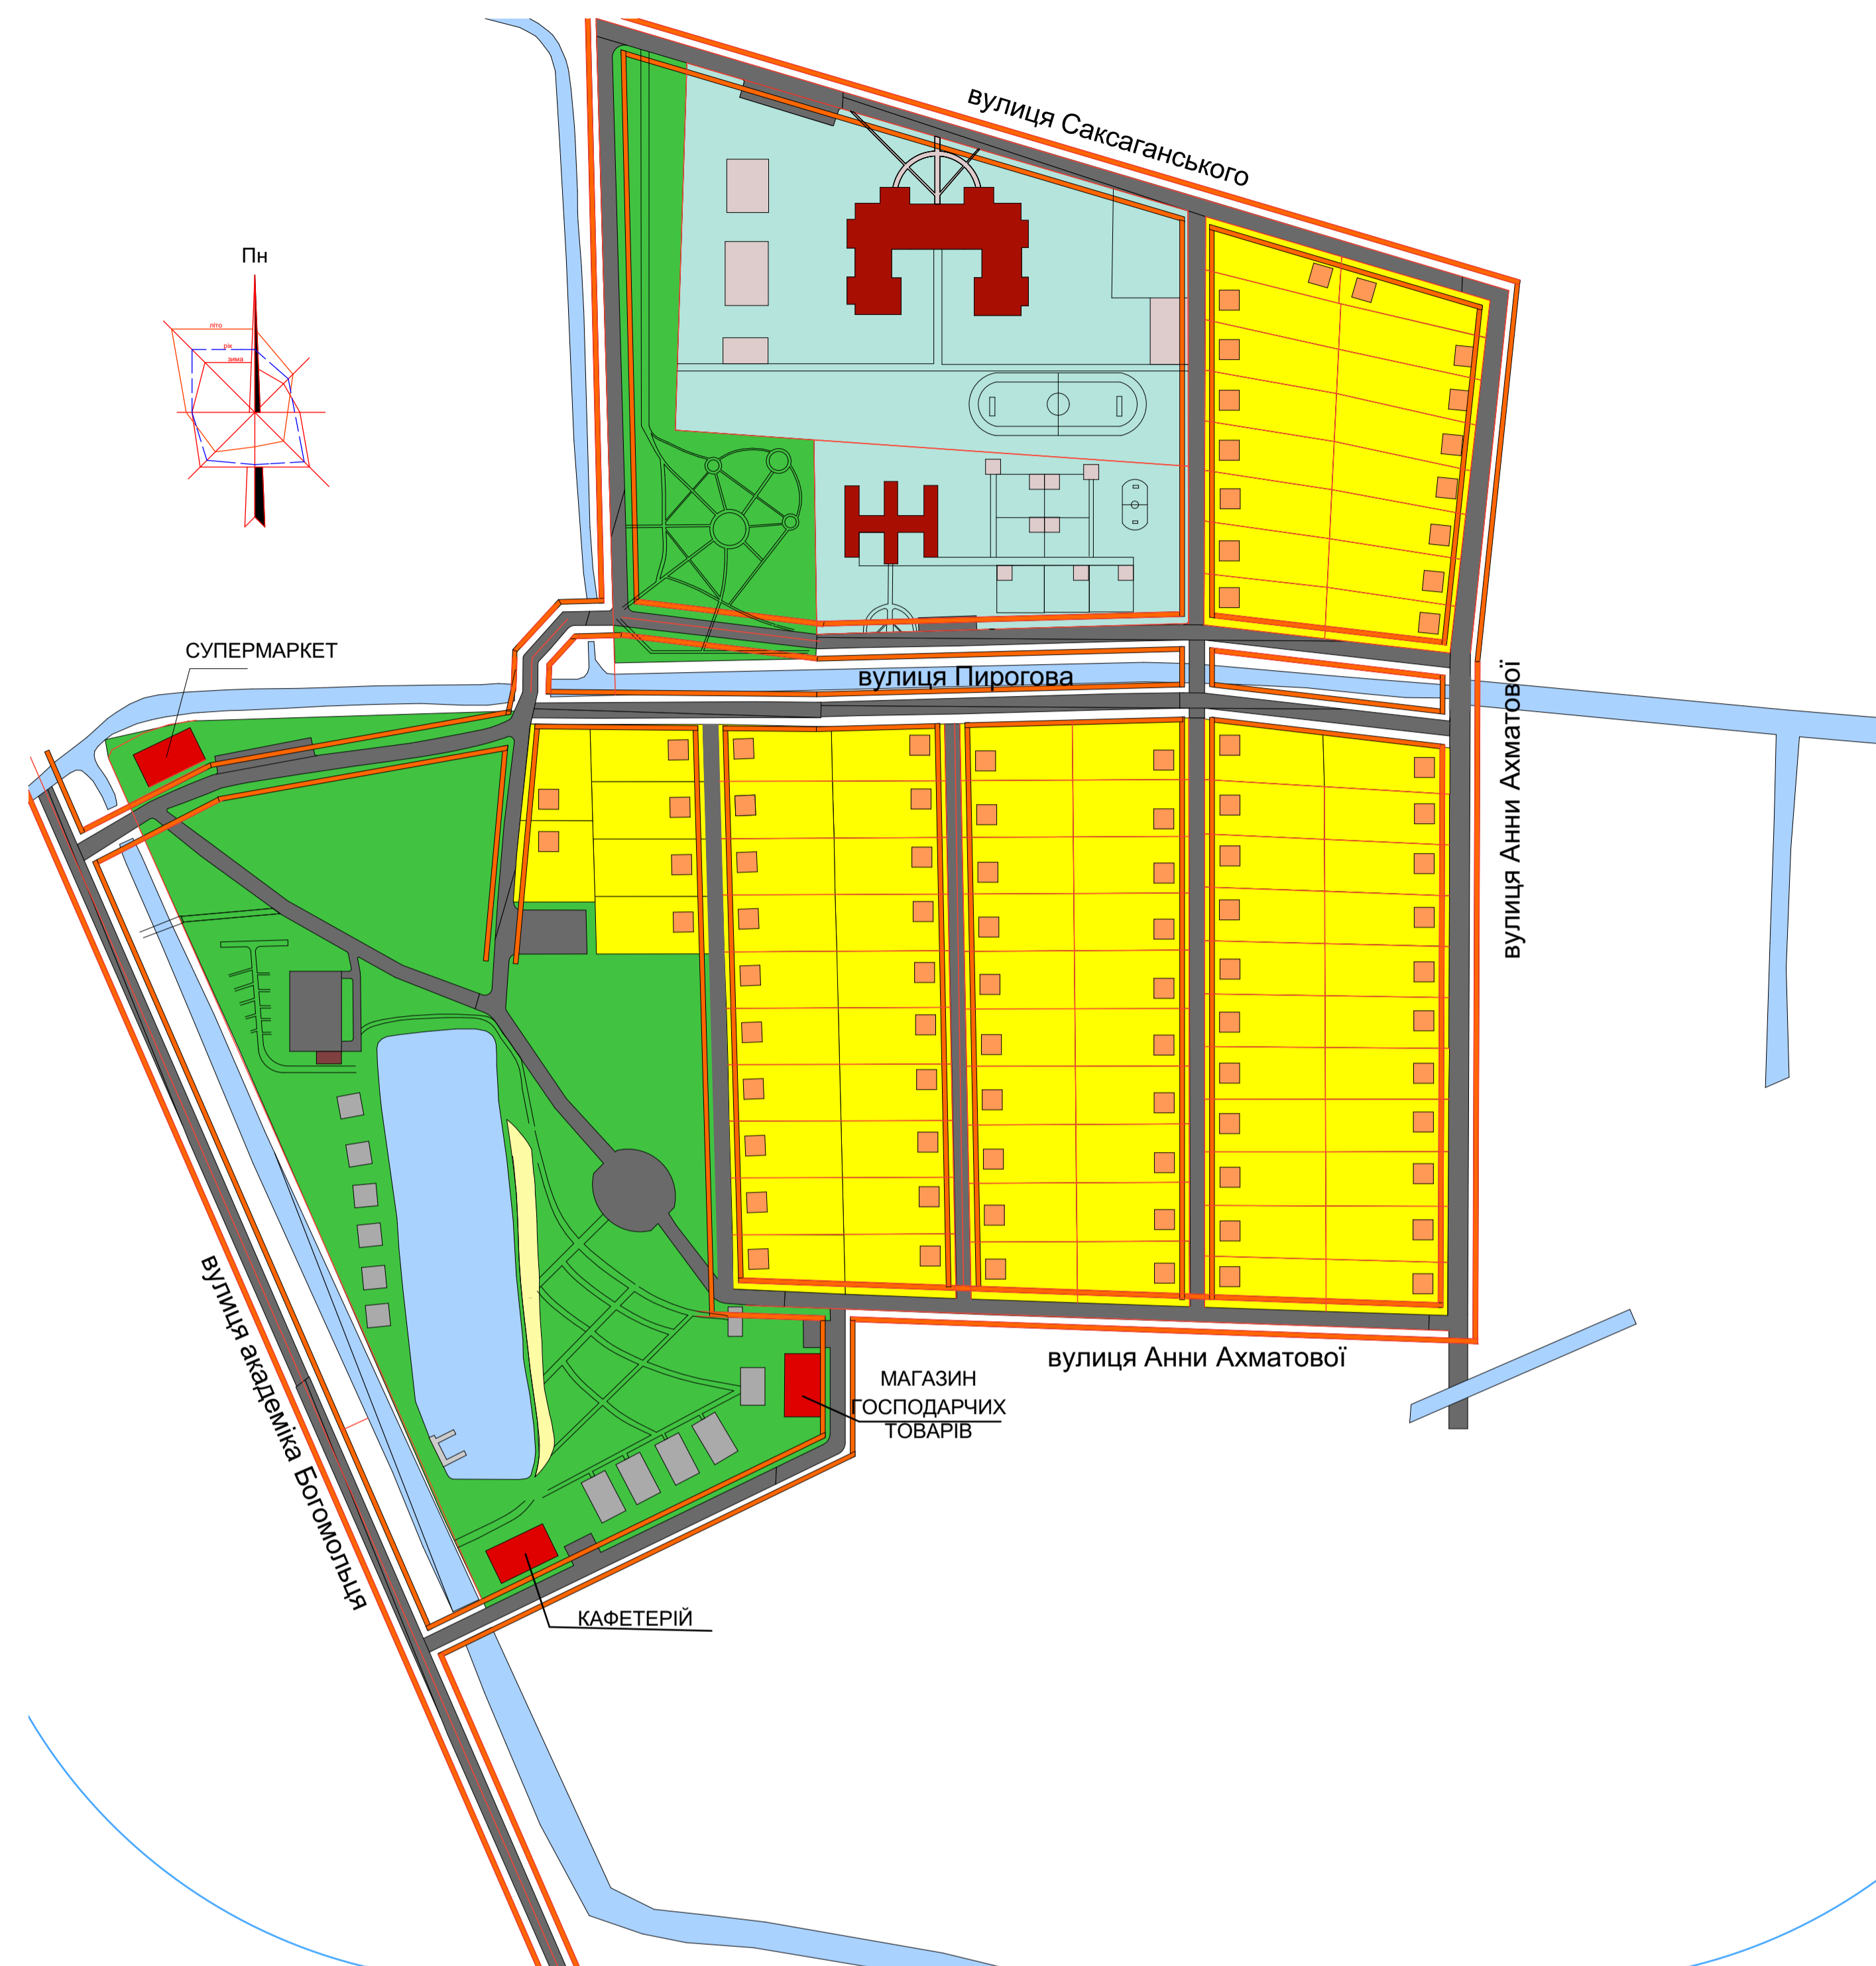 вулиця Саксаганського
Пн
літо
рік
зима
СУПЕРМАРКЕТ
вулиця Пирогова
вулиця Анни Ахматової
вулиця академіка Богомольця
вулиця Анни Ахматової
МАГАЗИН
ГОСПОДАРЧИХ
ТОВАРІВ
КАФЕТЕРІЙ